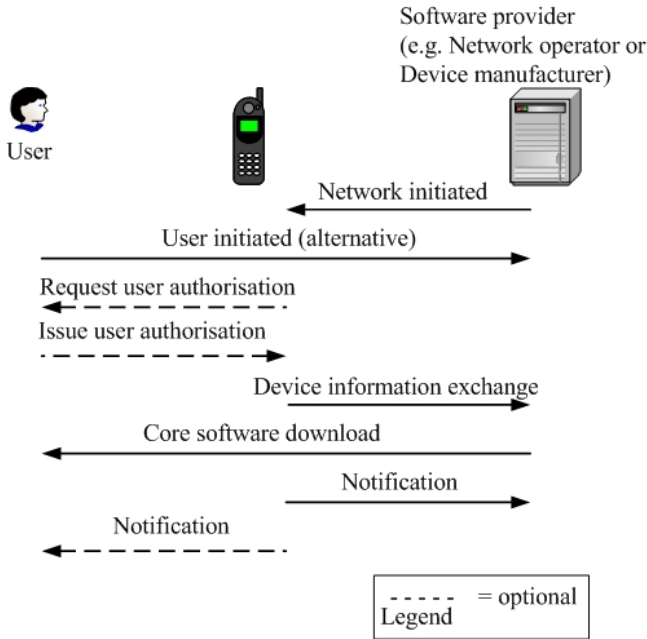 Software provider
(e.g. Network operator or
Device manufacturer)
User
Network initiated
User initiated (alternative)
Request user authorisation
Issue user authorisation
Device information exchange
Core software download
Notification
Notification
= optional
Legend